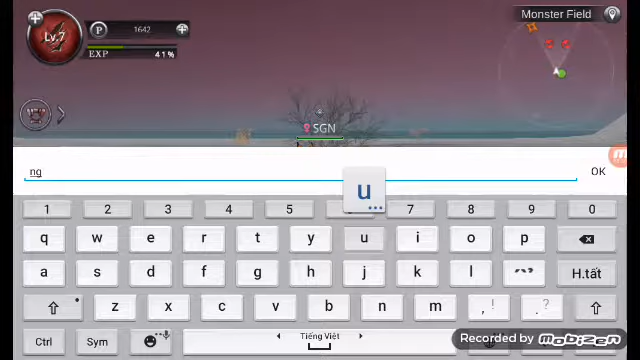 Monster Field
Lv.7
P 1642
EXP 41%
SGN
ng
OK
u
1 2 3 4 5 7 8 9 0
q w e r t y u i o p
a s d f g h j k l H.tất
z x c v b n m , ! . ?
Ctrl Sym Tiếng Việt
Recorded by
mobizen